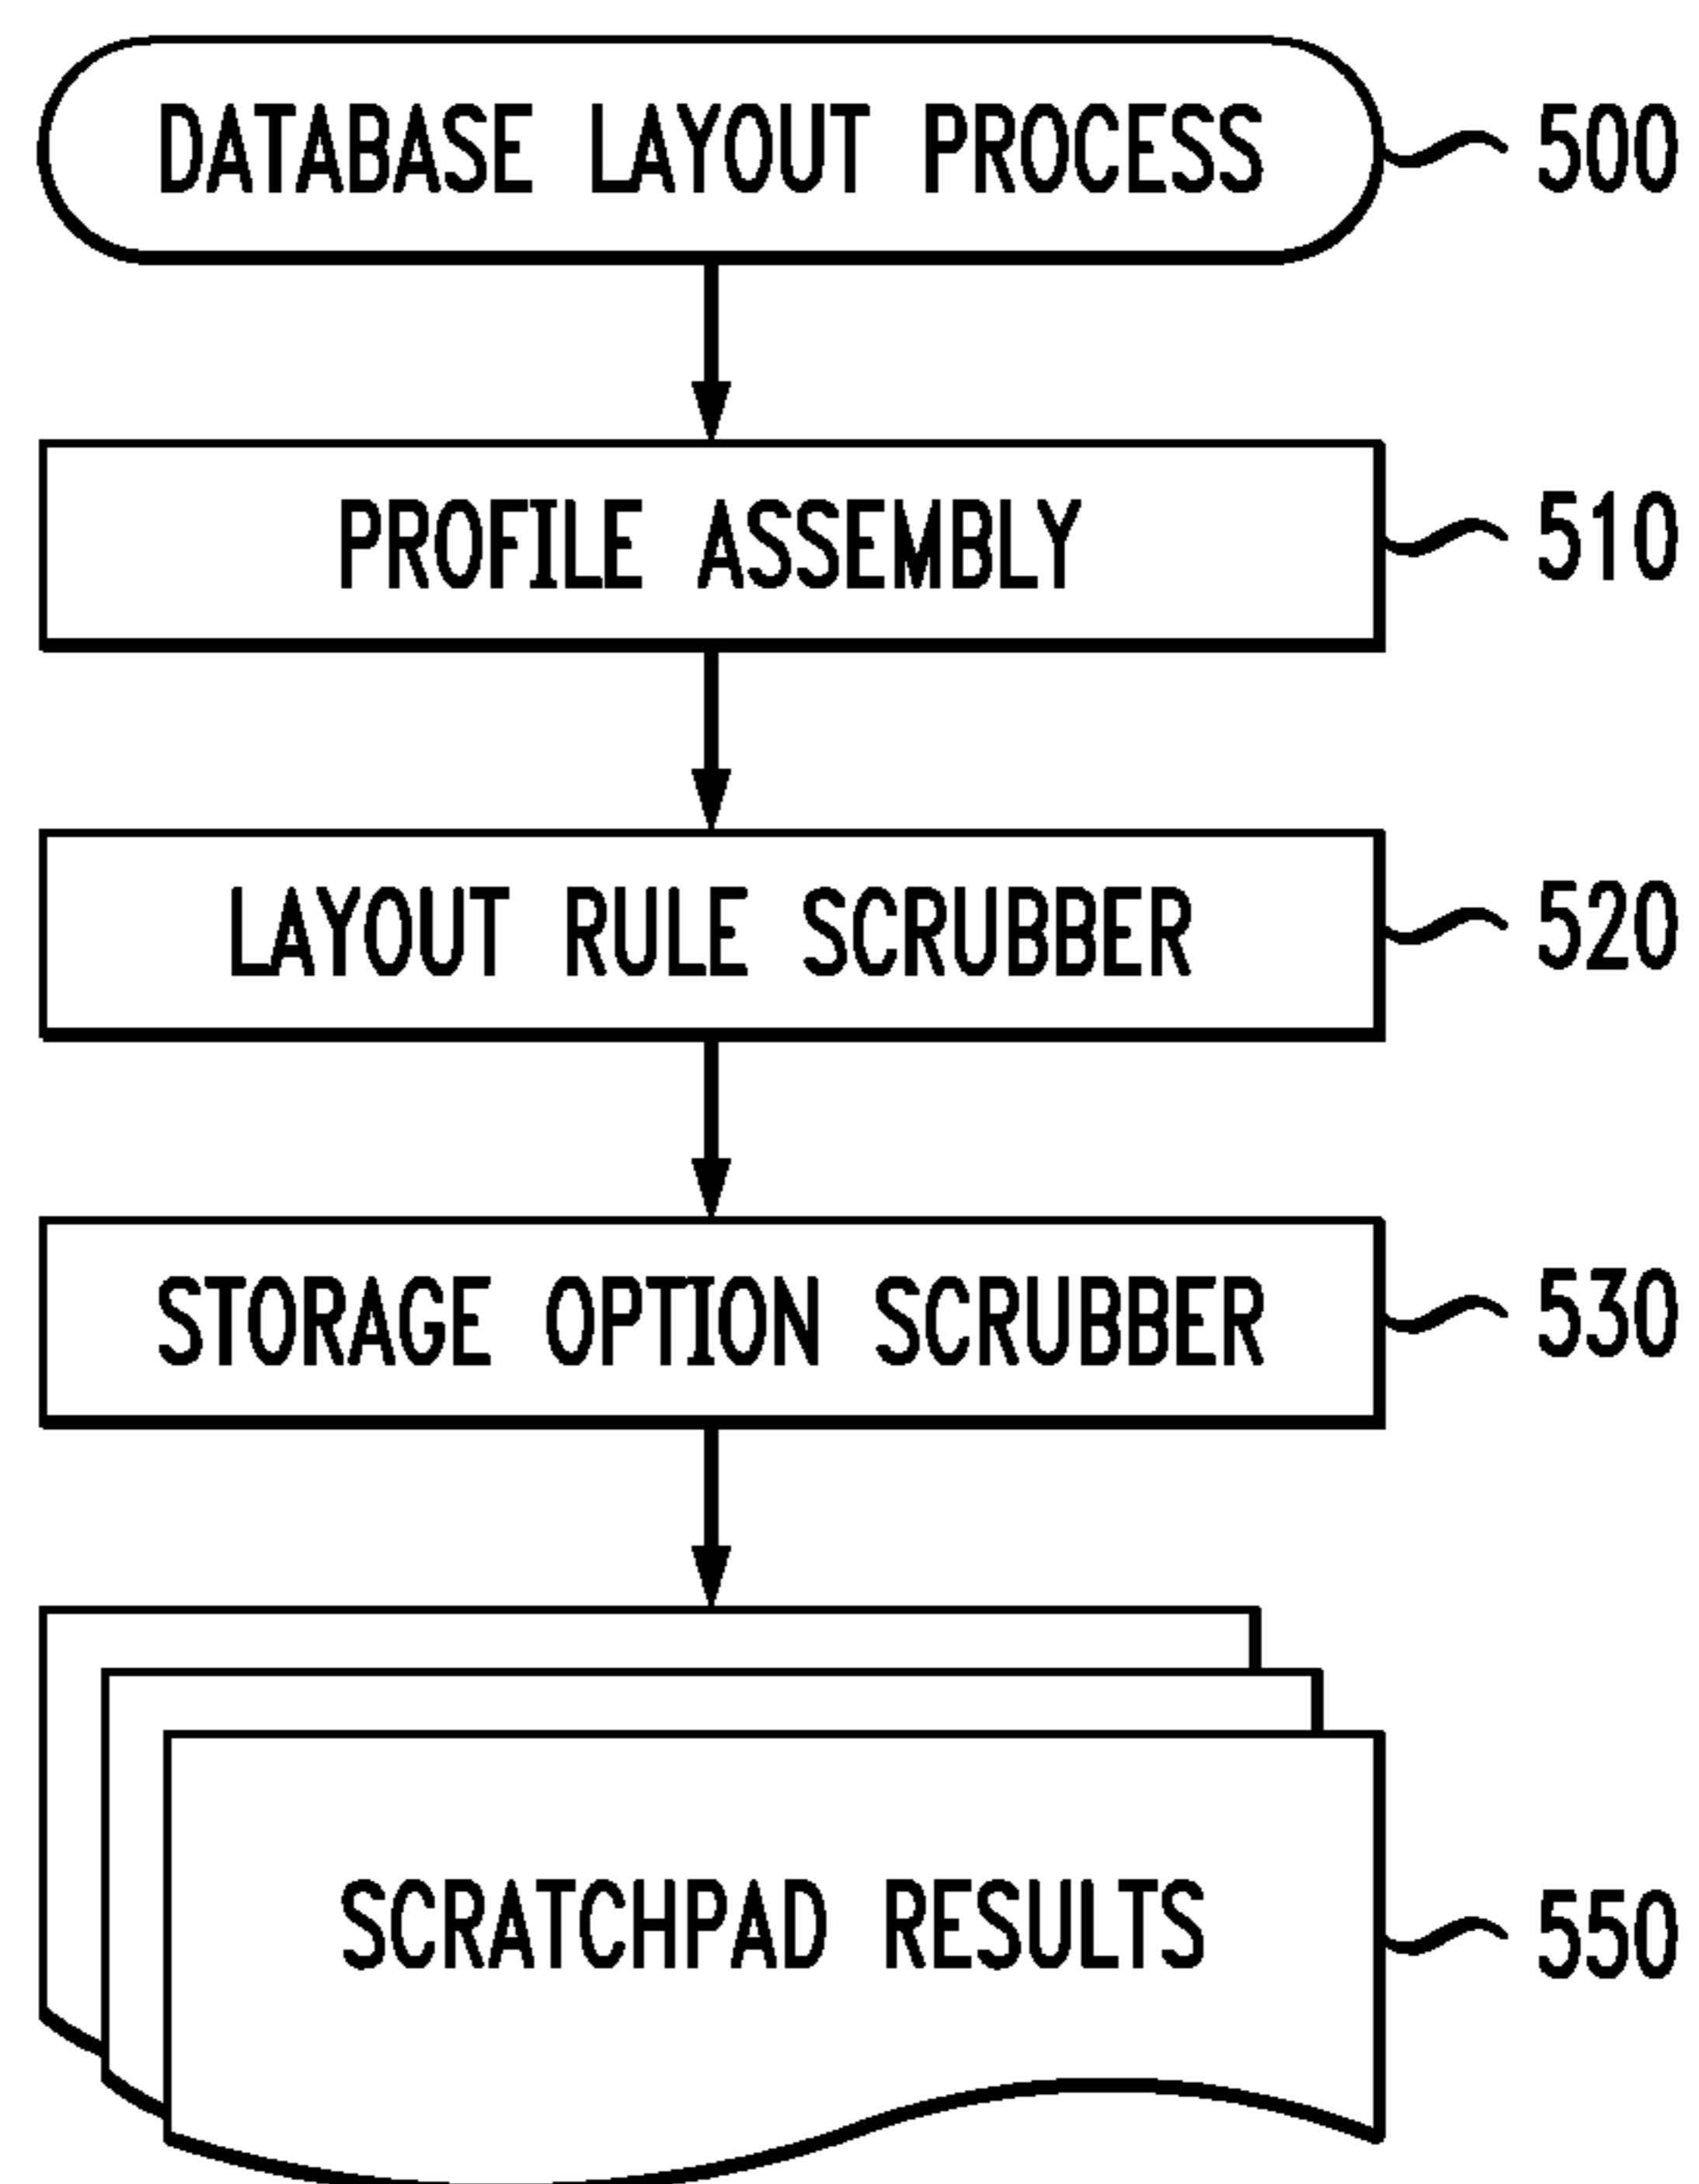 DATABASE LAYOUT PROCESS 500
PROFILE ASSEMBLY 510
LAYOUT RULE SCRUBBER 520
STORAGE OPTION SCRUBBER 530
SCRATCHPAD RESULTS 550